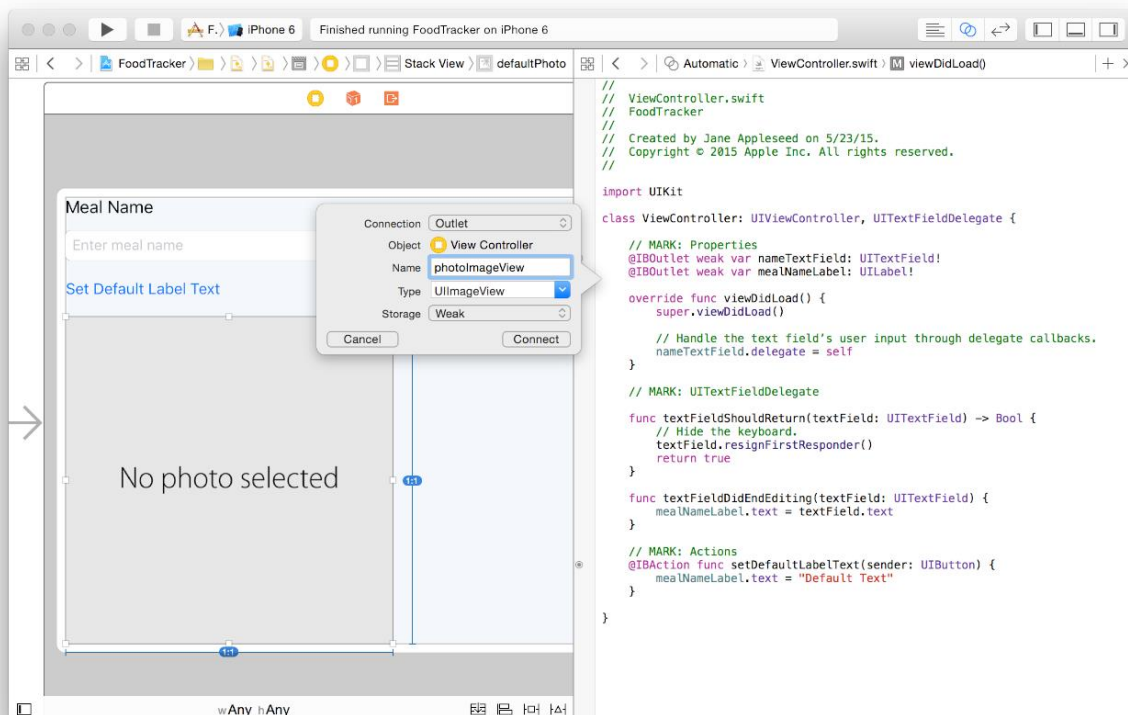 F. iPhone 6 Finished running FoodTracker on iPhone 6
FoodTracker Stack View defaultPhoto
Automatic ViewController.swift M viewDidLoad()
Meal Name
Enter meal name
Set Default Label Text
No photo selected
1:1
1:1
wAny hAny
Connection Outlet
Object View Controller
Name photoImageView
Type UIImageView
Storage Weak
Cancel Connect
//
// ViewController.swift
// FoodTracker
//
// Created by Jane Appleseed on 5/23/15.
// Copyright © 2015 Apple Inc. All rights reserved.
//
import UIKit
class ViewController: UIViewController, UITextFieldDelegate {
// MARK: Properties
@IBOutlet weak var nameTextField: UITextField!
@IBOutlet weak var mealNameLabel: UILabel!
override func viewDidLoad() {
super.viewDidLoad()
// Handle the text field's user input through delegate callbacks.
nameTextField.delegate = self
}
// MARK: UITextFieldDelegate
func textFieldShouldReturn(textField: UITextField) -> Bool {
// Hide the keyboard.
textField.resignFirstResponder()
return true
}
func textFieldDidEndEditing(textField: UITextField) {
mealNameLabel.text = textField.text
}
// MARK: Actions
@IBAction func setDefaultLabelText(sender: UIButton) {
mealNameLabel.text = "Default Text"
}
}